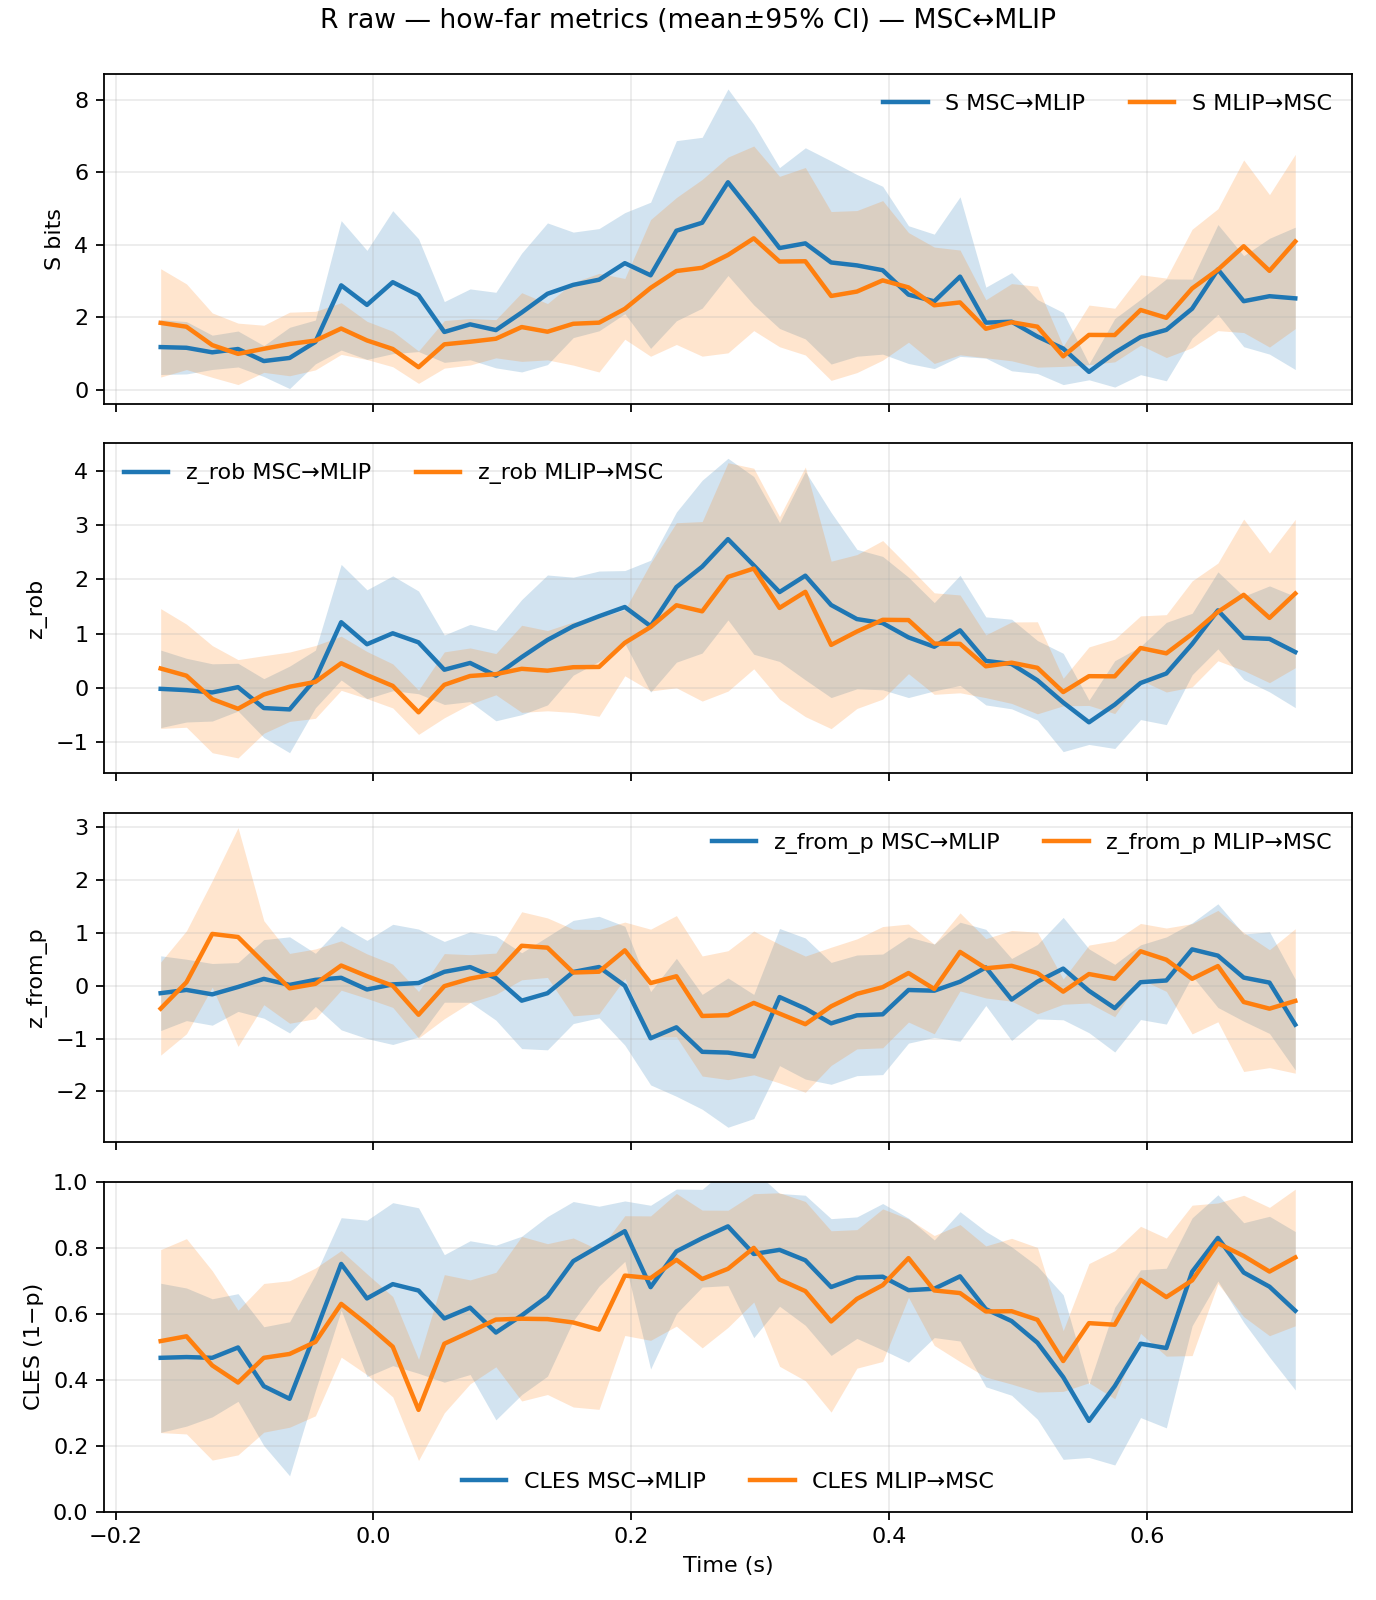 R raw — how-far metrics (mean±95% CI) — MSC↔MLIP
S MSC→MLIP S MLIP→MSC
8
6
4
2
0
S bits
z_rob MSC→MLIP z_rob MLIP→MSC
4
3
2
1
0
−1
z_rob
z_from_p MSC→MLIP z_from_p MLIP→MSC
3
2
1
0
−1
−2
z_from_p
1.0
0.8
0.6
0.4
0.2
0.0
CLES (1−p)
CLES MSC→MLIP CLES MLIP→MSC
−0.2 0.0 0.2 0.4 0.6
Time (s)